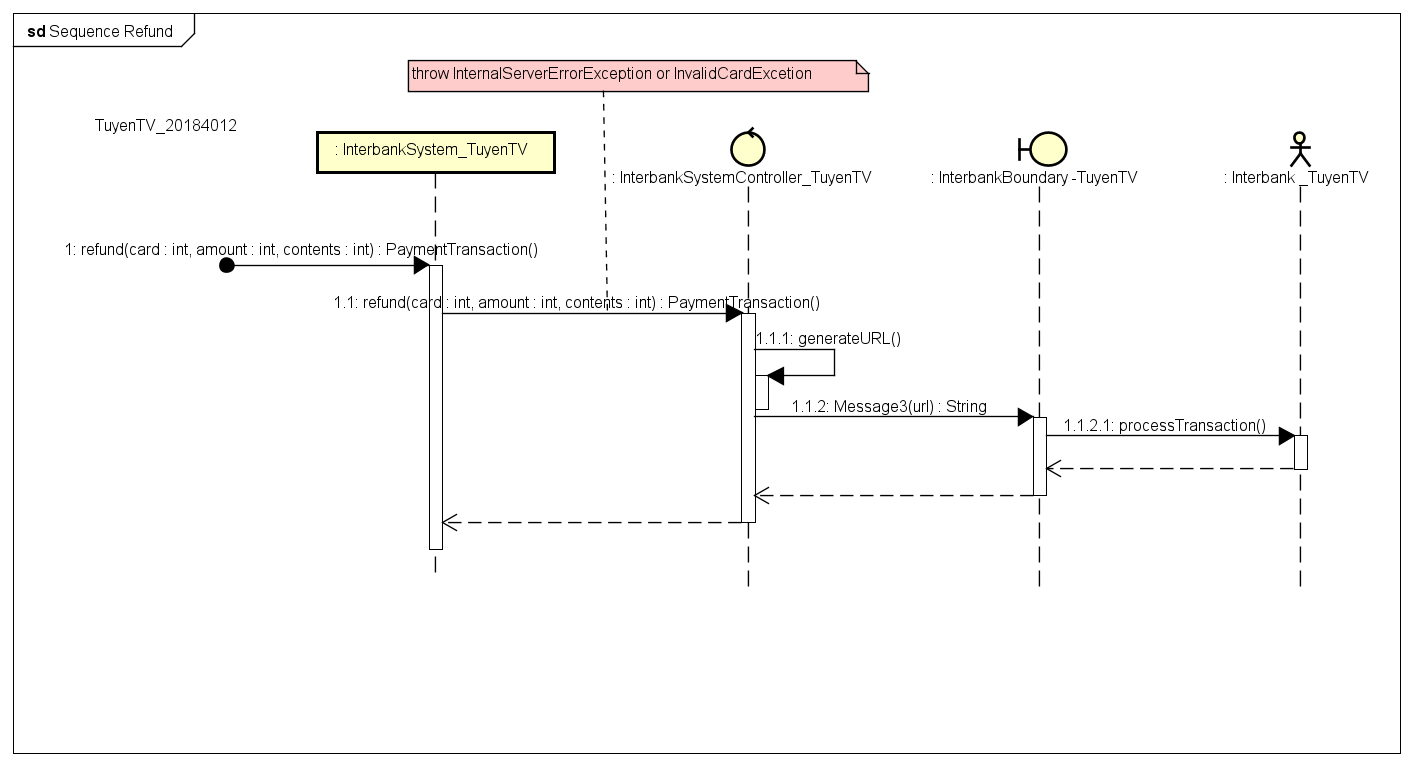 sd Sequence Refund
throw InternalServerErrorException or InvalidCardExcetion
TuyenTV_20184012
: InterbankSystem_TuyenTV
: InterbankSystemController_TuyenTV
: InterbankBoundary -TuyenTV
: Interbank _TuyenTV
1: refund(card : int, amount : int, contents : int) : PaymentTransaction()
1.1: refund(card : int, amount : int, contents : int) : PaymentTransaction()
1.1.1: generateURL()
1.1.2: Message3(url) : String
1.1.2.1: processTransaction()